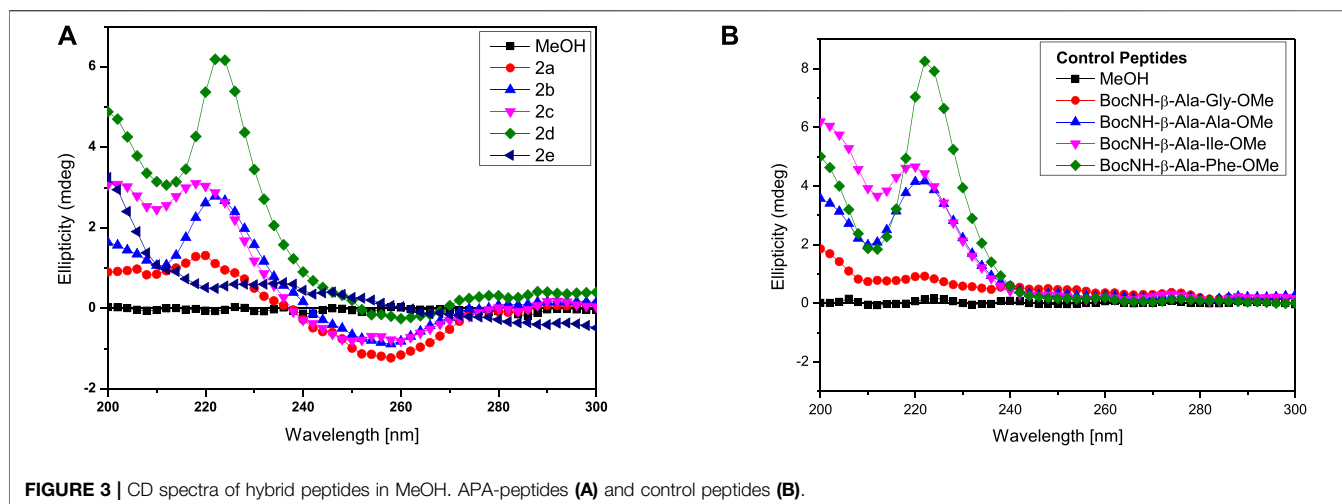 A
MeOH
2a
2b
2c
2d
2e
6
4
2
0
-2
Ellipticity (mdeg)
200 220 240 260 280 300
Wavelength [nm]
B
Control Peptides
MeOH
BocNH-β-Ala-Gly-OMe
BocNH-β-Ala-Ala-OMe
BocNH-β-Ala-Ile-OMe
BocNH-β-Ala-Phe-OMe
8
6
4
2
0
-2
Ellipticity (mdeg)
200 220 240 260 280 300
Wavelength [nm]
FIGURE 3 | CD spectra of hybrid peptides in MeOH. APA-peptides (A) and control peptides (B).